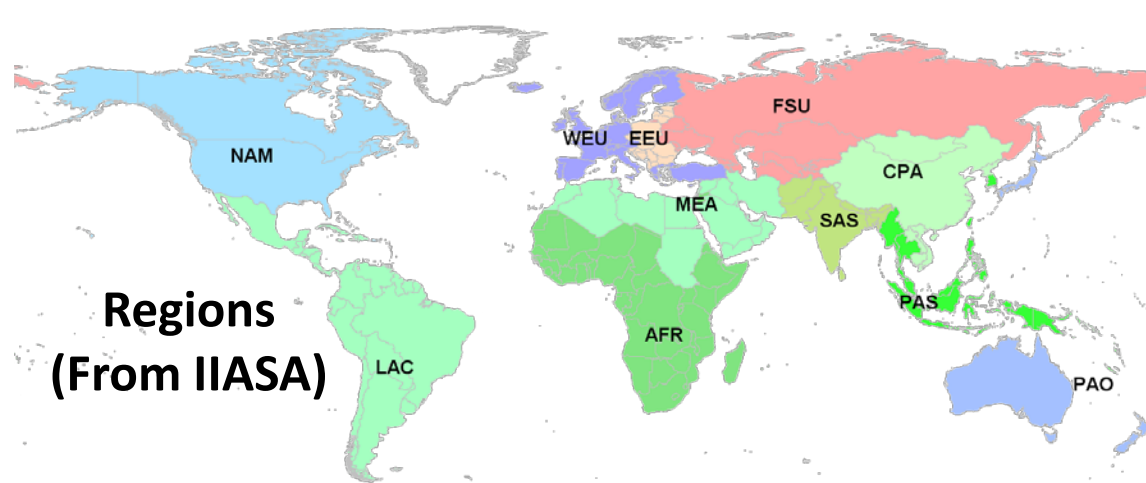 FSU
WEU
EEU
NAM
CPA
MEA
SAS
PAS
Regions
(From IIASA)
AFR
LAC
PAO